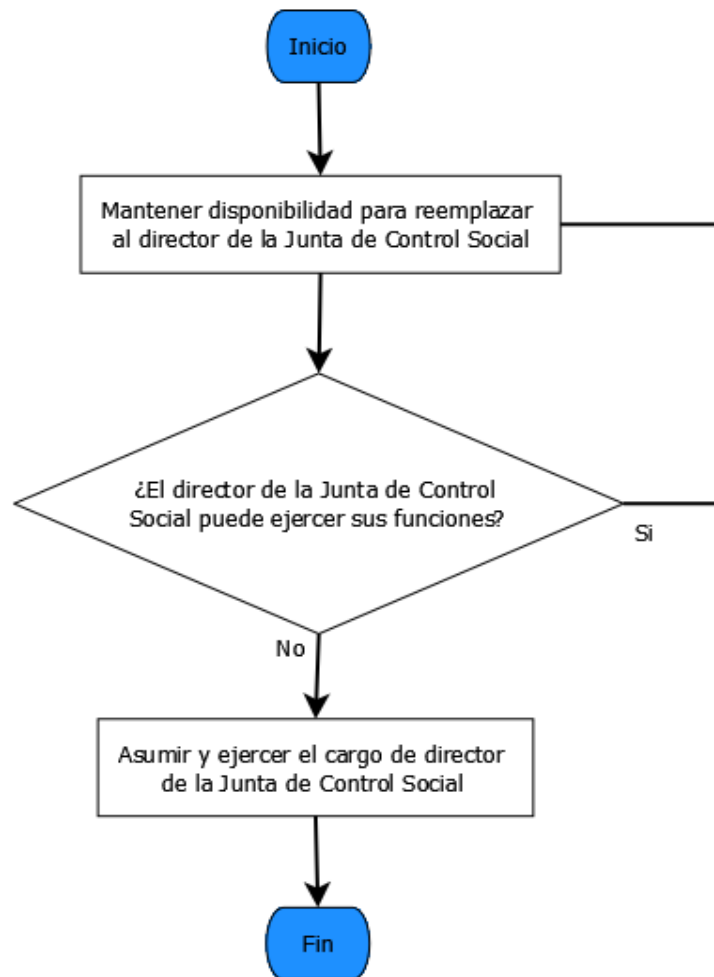 Inicio
Mantener disponibilidad para reemplazar
al director de la Junta de Control Social
¿El director de la Junta de Control
Social puede ejercer sus funciones?
Si
No
Asumir y ejercer el cargo de director
de la Junta de Control Social
Fin